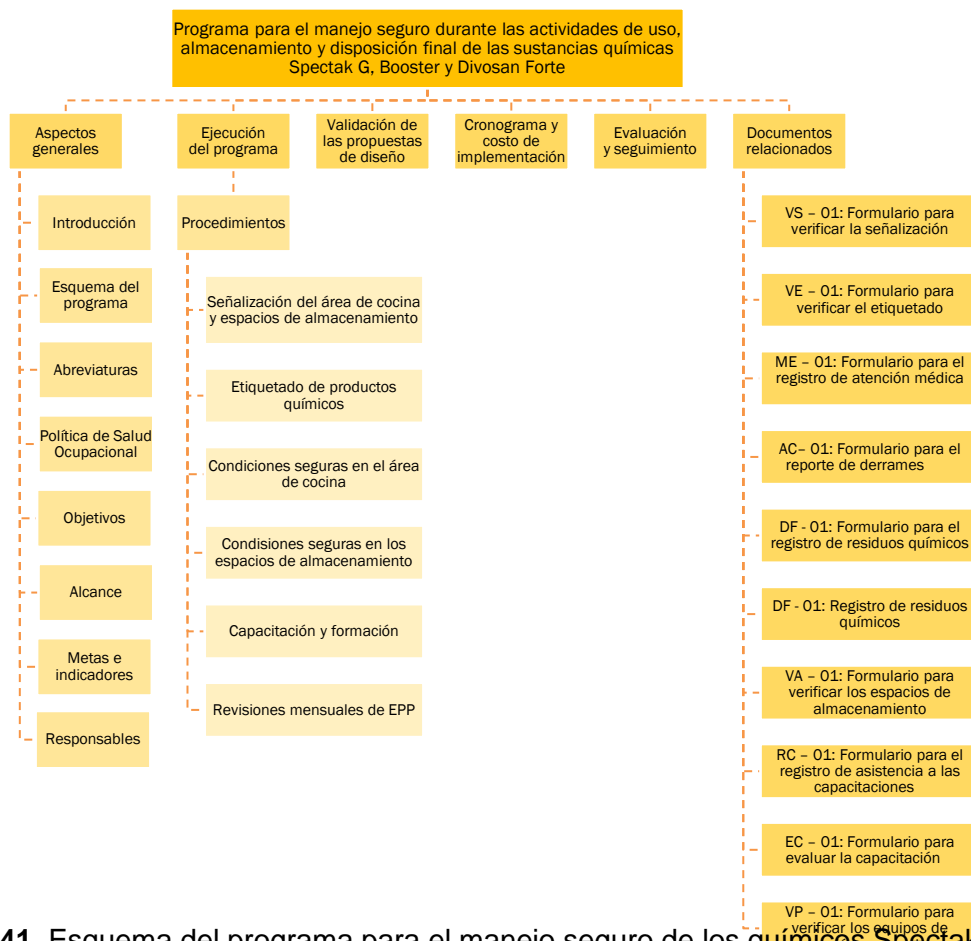 Programa para el manejo seguro durante las actividades de uso,
almacenamiento y disposición final de las sustancias químicas
Spectak G, Booster y Divosan Forte
Aspectos
generales
Ejecución
del programa
Validación de
las propuestas
de diseño
Cronograma y
costo de
implementación
Evaluación
y seguimiento
Documentos
relacionados
Introducción
Esquema del
programa
Abreviaturas
Política de Salud
Ocupacional
Objetivos
Alcance
Metas e
indicadores
Responsables
Procedimientos
Señalización del área de cocina
y espacios de almacenamiento
Etiquetado de productos
químicos
Condiciones seguras en el área
de cocina
Condisiones seguras en los
espacios de almacenamiento
Capacitación y formación
Revisiones mensuales de EPP
VS – 01: Formulario para
verificar la señalización
VE – 01: Formulario para
verificar el etiquetado
ME – 01: Formulario para el
registro de atención médica
AC– 01: Formulario para el
reporte de derrames
DF - 01: Formulario para el
registro de residuos químicos
DF - 01: Registro de residuos
químicos
VA – 01: Formulario para
verificar los espacios de
almacenamiento
RC – 01: Formulario para el
registro de asistencia a las
capacitaciones
EC – 01: Formulario para
evaluar la capacitación
VP – 01: Formulario para
verificar los equipos de
41. Esquema del programa para el manejo seguro de los químicos